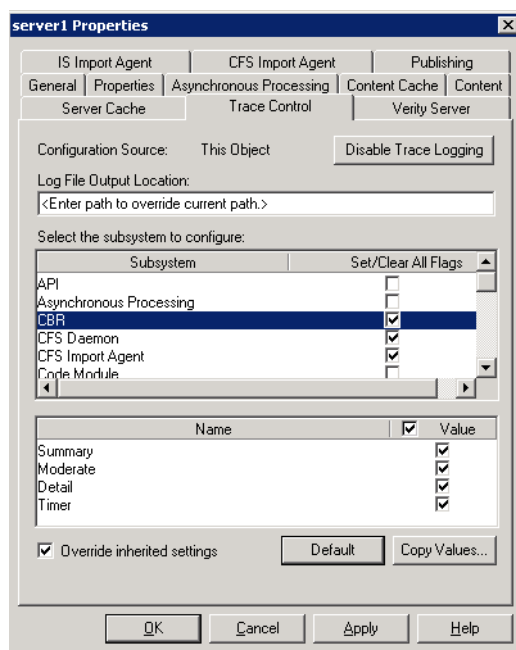 server1 Properties
IS Import Agent CFS Import Agent Publishing
General Properties Asynchronous Processing Content Cache Content
Server Cache Trace Control Verity Server
Configuration Source: This Object Disable Trace Logging
Log File Output Location:
<Enter path to override current path.>
Select the subsystem to configure:
Subsystem Set/Clear All Flags
API
Asynchronous Processing
CBR
CFS Daemon
CFS Import Agent
Code Module
Name Value
Summary
Moderate
Detail
Timer
Override inherited settings Default Copy Values...
OK Cancel Apply Help